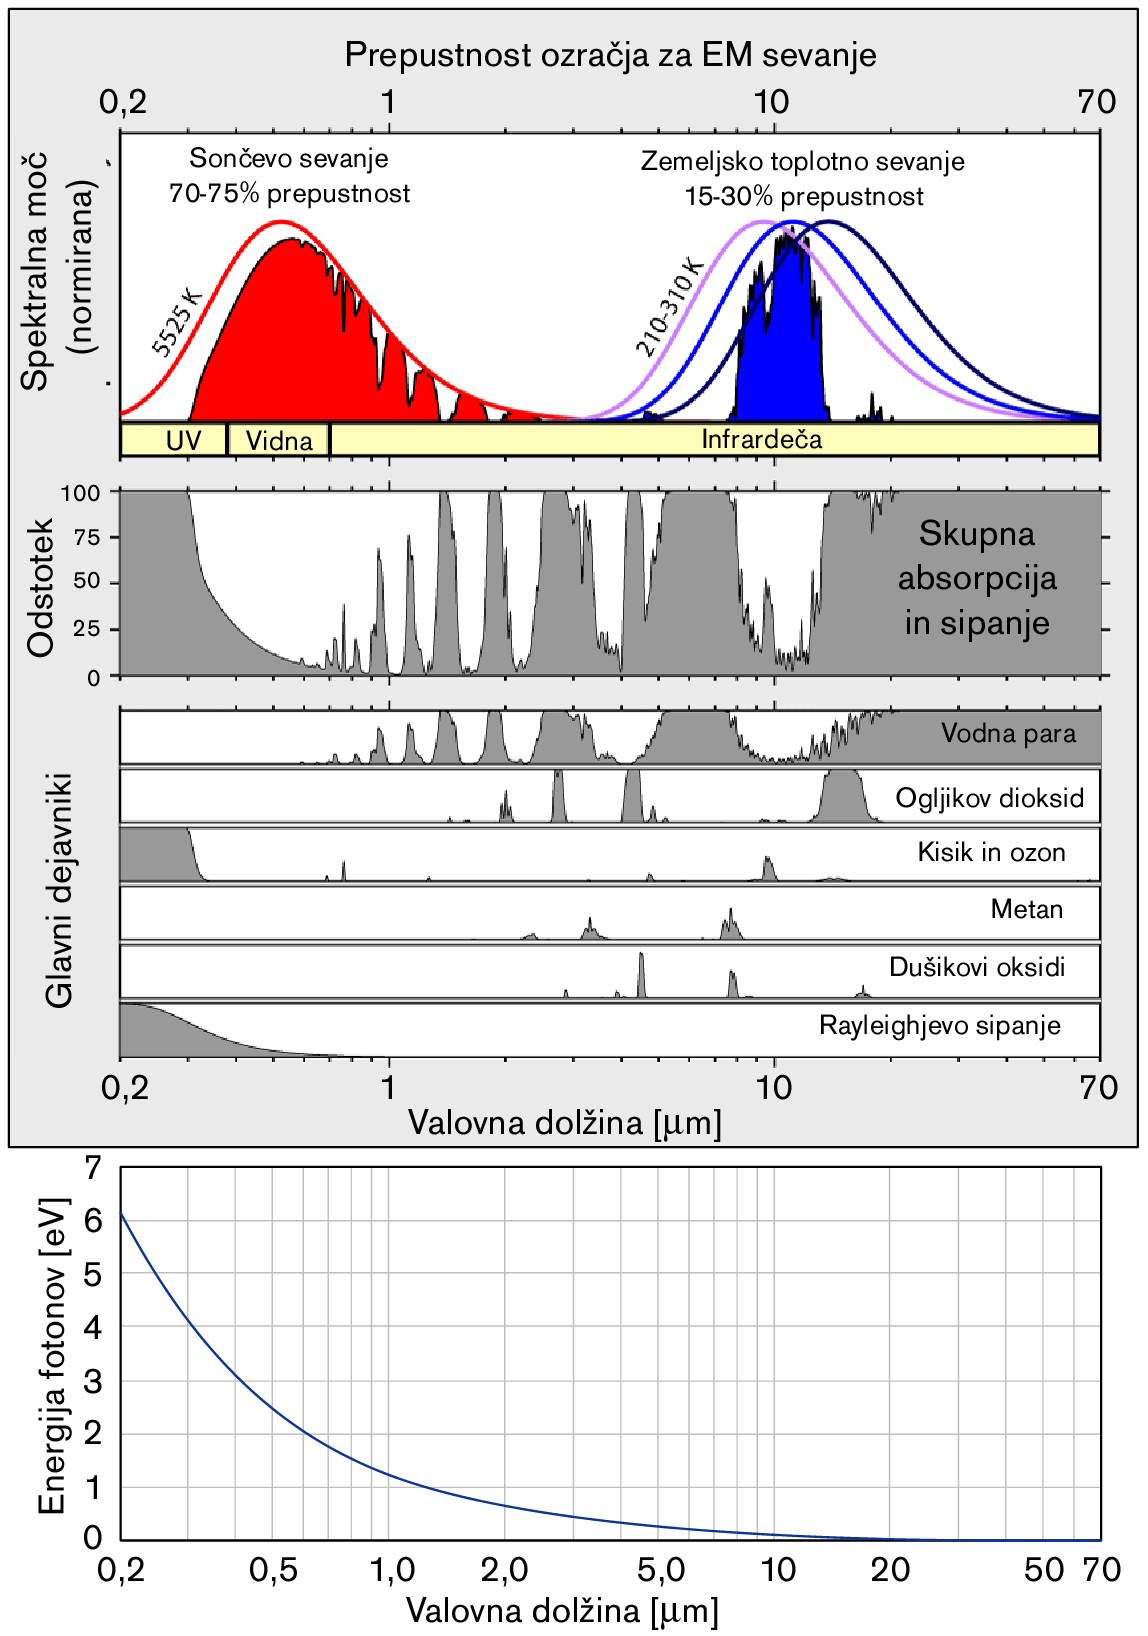 Prepustnost ozračja za EM sevanje
0,2 1 10 70
Spektralna moč
(normirana)
Sončevo sevanje
70-75% prepustnost
Zemeljsko toplotno sevanje
15-30% prepustnost
5525 K
210-310 K
UV Vidna Infrardeča
Odstotek
100
75
50
25
0
Skupna
absorpcija
in sipanje
Glavni dejavniki
Vodna para
Ogljikov dioksid
Kisik in ozon
Metan
Dušikovi oksidi
Rayleighjevo sipanje
0,2 1 10 70
Valovna dolžina [µm]
Energija fotonov [eV]
7
6
5
4
3
2
1
0
0,2 0,5 1,0 2,0 5,0 10 20 50 70
Valovna dolžina [µm]